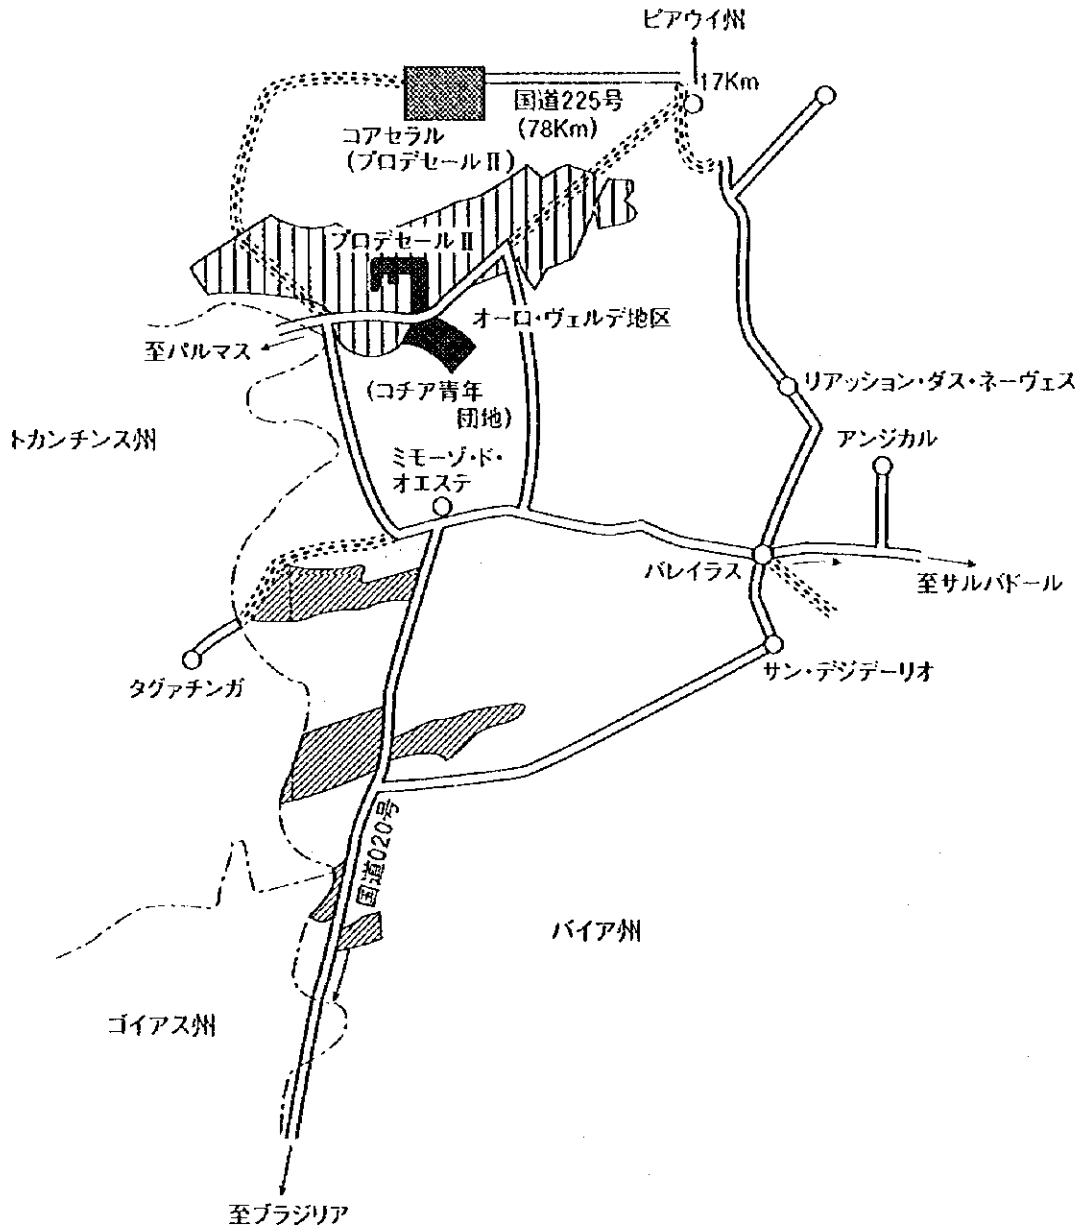 ピアウイ州
17Km
国道225号
(78Km)
コアセラル
(プロデセールⅡ)
プロデセールⅡ
オーロ・ヴェルデ地区
至パルマス
(コチア青年
団地)
リアッション・ダス・ネーヴェス
トカンチンス州
アンジカル
ミモーゾ・ド・
オエステ
バレイラス
至サルバドール
タグァチンガ
サン・デジデーリオ
国道020号
バイア州
ゴイアス州
至ブラジリア